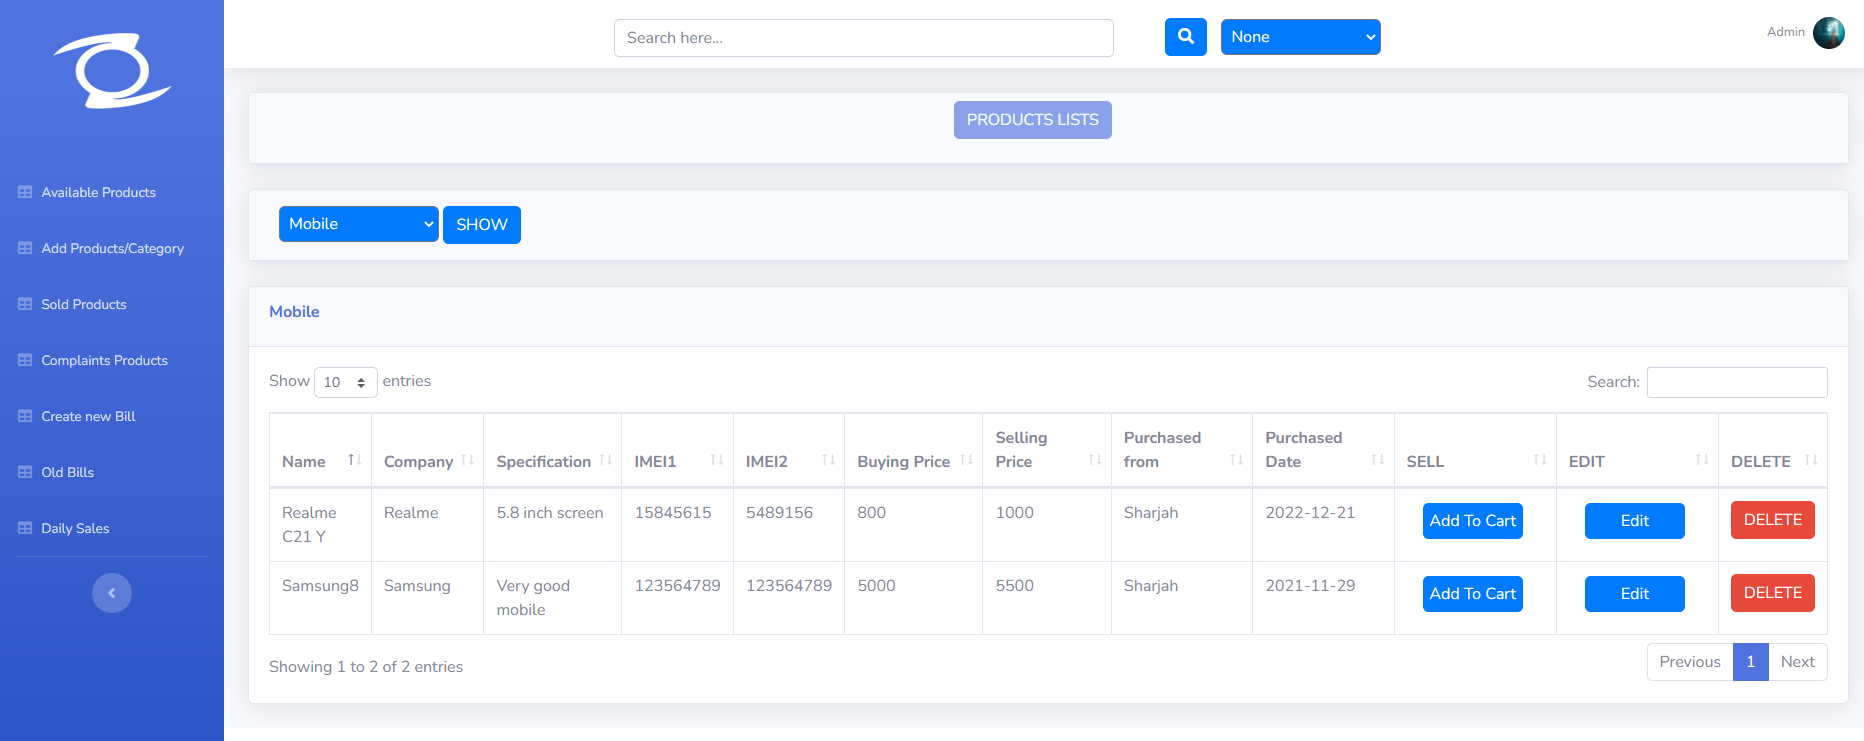 Search here...
None
Admin
PRODUCTS LISTS
Available Products
Add Products/Category
Sold Products
Complaints Products
Create new Bill
Old Bills
Daily Sales
Mobile
SHOW
Mobile
Show 10 entries
Search:
Name Company Specification IMEI1 IMEI2 Buying Price Selling Price Purchased from Purchased Date SELL EDIT DELETE
Realme C21 Y Realme 5.8 inch screen 15845615 5489156 800 1000 Sharjah 2022-12-21 Add To Cart Edit DELETE
Samsung8 Samsung Very good mobile 123564789 123564789 5000 5500 Sharjah 2021-11-29 Add To Cart Edit DELETE
Showing 1 to 2 of 2 entries
Previous 1 Next